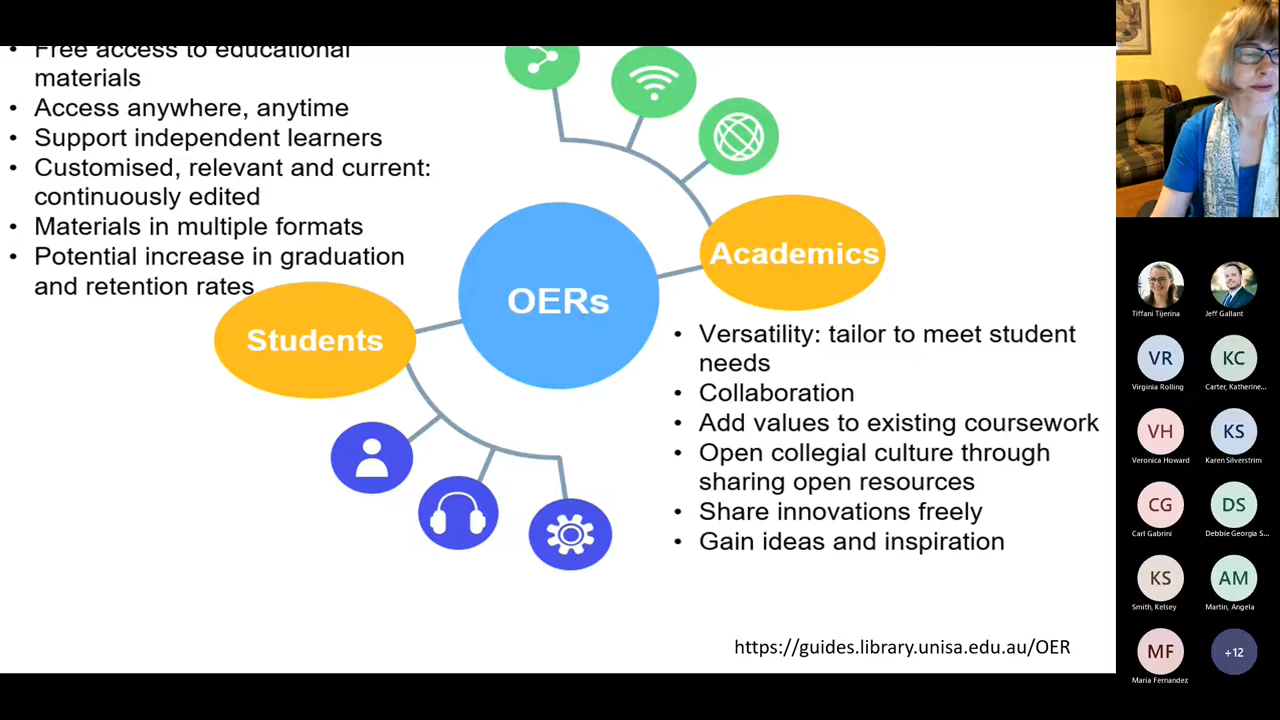 • Free access to educational
materials
• Access anywhere, anytime
• Support independent learners
• Customised, relevant and current:
continuously edited
• Materials in multiple formats
• Potential increase in graduation
and retention rates
Students
OERs
Academics
• Versatility: tailor to meet student
needs
• Collaboration
• Add values to existing coursework
• Open collegial culture through
sharing open resources
• Share innovations freely
• Gain ideas and inspiration
https://guides.library.unisa.edu.au/OER
Tiffani Tijerina
Jeff Gallant
VR
Virginia Rolling
KC
Carter, Katherine...
VH
Veronica Howard
KS
Karen Silverstrim
CG
Carl Gabrini
DS
Debbie Georgia S...
KS
Smith, Kelsey
AM
Martin, Angela
MF
Maria Fernandez
+12